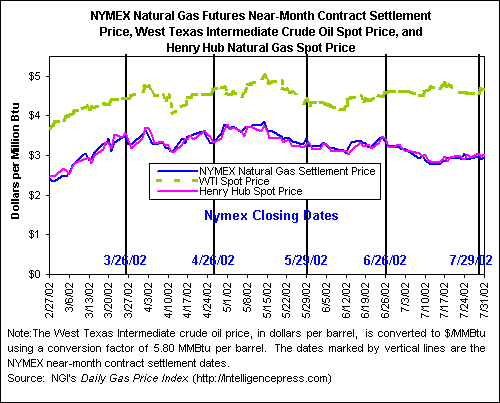 NYMEX Natural Gas Futures Near-Month Contract Settlement
Price, West Texas Intermediate Crude Oil Spot Price, and
Henry Hub Natural Gas Spot Price
Dollars per Million Btu
$5
$4
$3
$2
$1
$0
NYMEX Natural Gas Settlement Price
WTI Spot Price
Henry Hub Spot Price
Nymex Closing Dates
3/26/02
4/26/02
5/29/02
6/26/02
7/29/02
2/27/02
3/6/02
3/13/02
3/20/02
3/27/02
4/3/02
4/10/02
4/17/02
4/24/02
5/1/02
5/8/02
5/15/02
5/22/02
5/29/02
6/5/02
6/12/02
6/19/02
6/26/02
7/3/02
7/10/02
7/17/02
7/24/02
7/31/02
Note:The West Texas Intermediate crude oil price, in dollars per barrel, is converted to $/MMBtu
using a conversion factor of 5.80 MMBtu per barrel. The dates marked by vertical lines are the
NYMEX near-month contract settlement dates.
Source: NGI's Daily Gas Price Index (http://Intelligencepress.com)